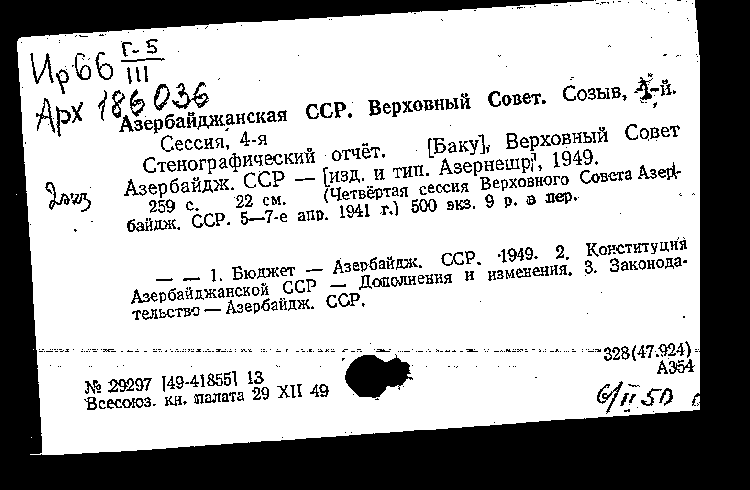 Ир66 Г-5
III
Арх 186036
Азербайджанская ССР. Верховный Совет. Созыв, 1-й.
Сессия, 4-я
Стенографический отчёт. [Баку], Верховный Совет
Азербайдж. ССР — [изд. и тип. Азернешр], 1949.
2экз
259 с. 22 см. (Четвёртая сессия Верховного Совета Азер-
байдж. ССР. 5—7-е апр. 1941 г.) 500 экз. 9 р. в пер.
— — 1. Бюджет — Азербайдж. ССР. 1949. 2. Конституция
Азербайджанской ССР — Дополнения и изменения. 3. Законода-
тельство — Азербайдж. ССР.
328(47.924)
А354
№ 29297 [49-41855] 13
Всесоюз. кн. палата 29 XII 49
6/II 50